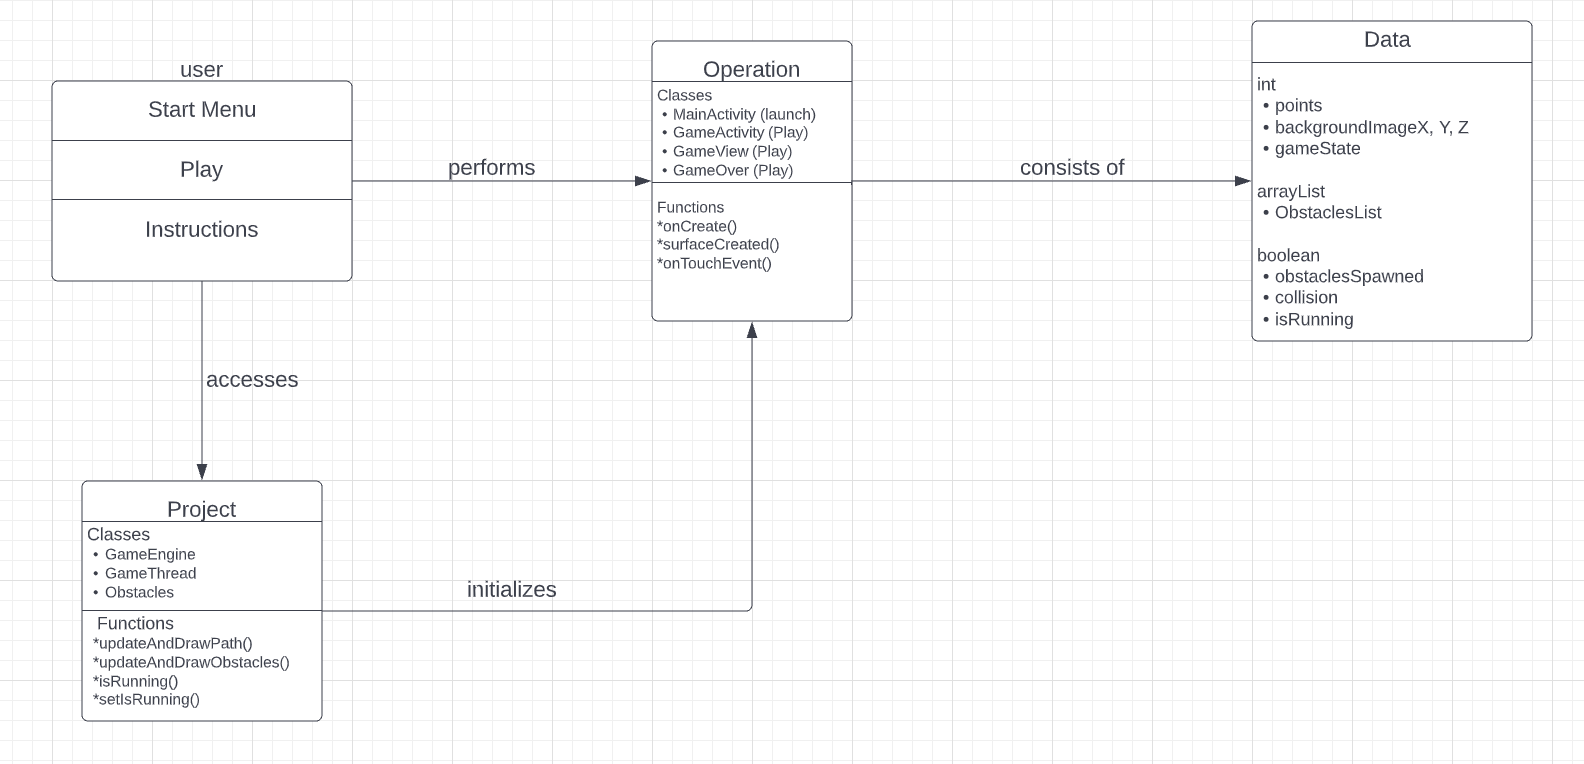 user
Start Menu
Play
Instructions
performs
Operation
Classes
• MainActivity (launch)
• GameActivity (Play)
• GameView (Play)
• GameOver (Play)
Functions
*onCreate()
*surfaceCreated()
*onTouchEvent()
consists of
Data
int
• points
• backgroundImageX, Y, Z
• gameState
arrayList
• ObstaclesList
boolean
• obstaclesSpawned
• collision
• isRunning
accesses
Project
Classes
• GameEngine
• GameThread
• Obstacles
Functions
*updateAndDrawPath()
*updateAndDrawObstacles()
*isRunning()
*setIsRunning()
initializes